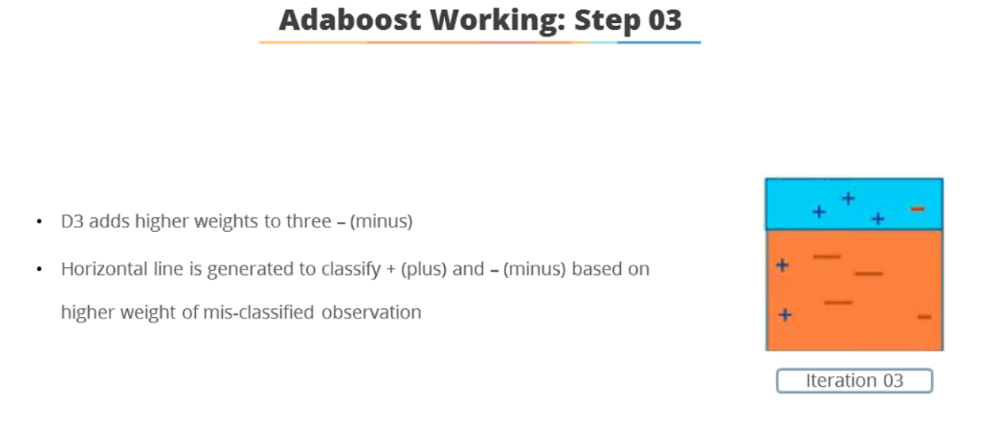 Adaboost Working: Step 03
• D3 adds higher weights to three – (minus)
• Horizontal line is generated to classify + (plus) and – (minus) based on
higher weight of mis-classified observation
Iteration 03